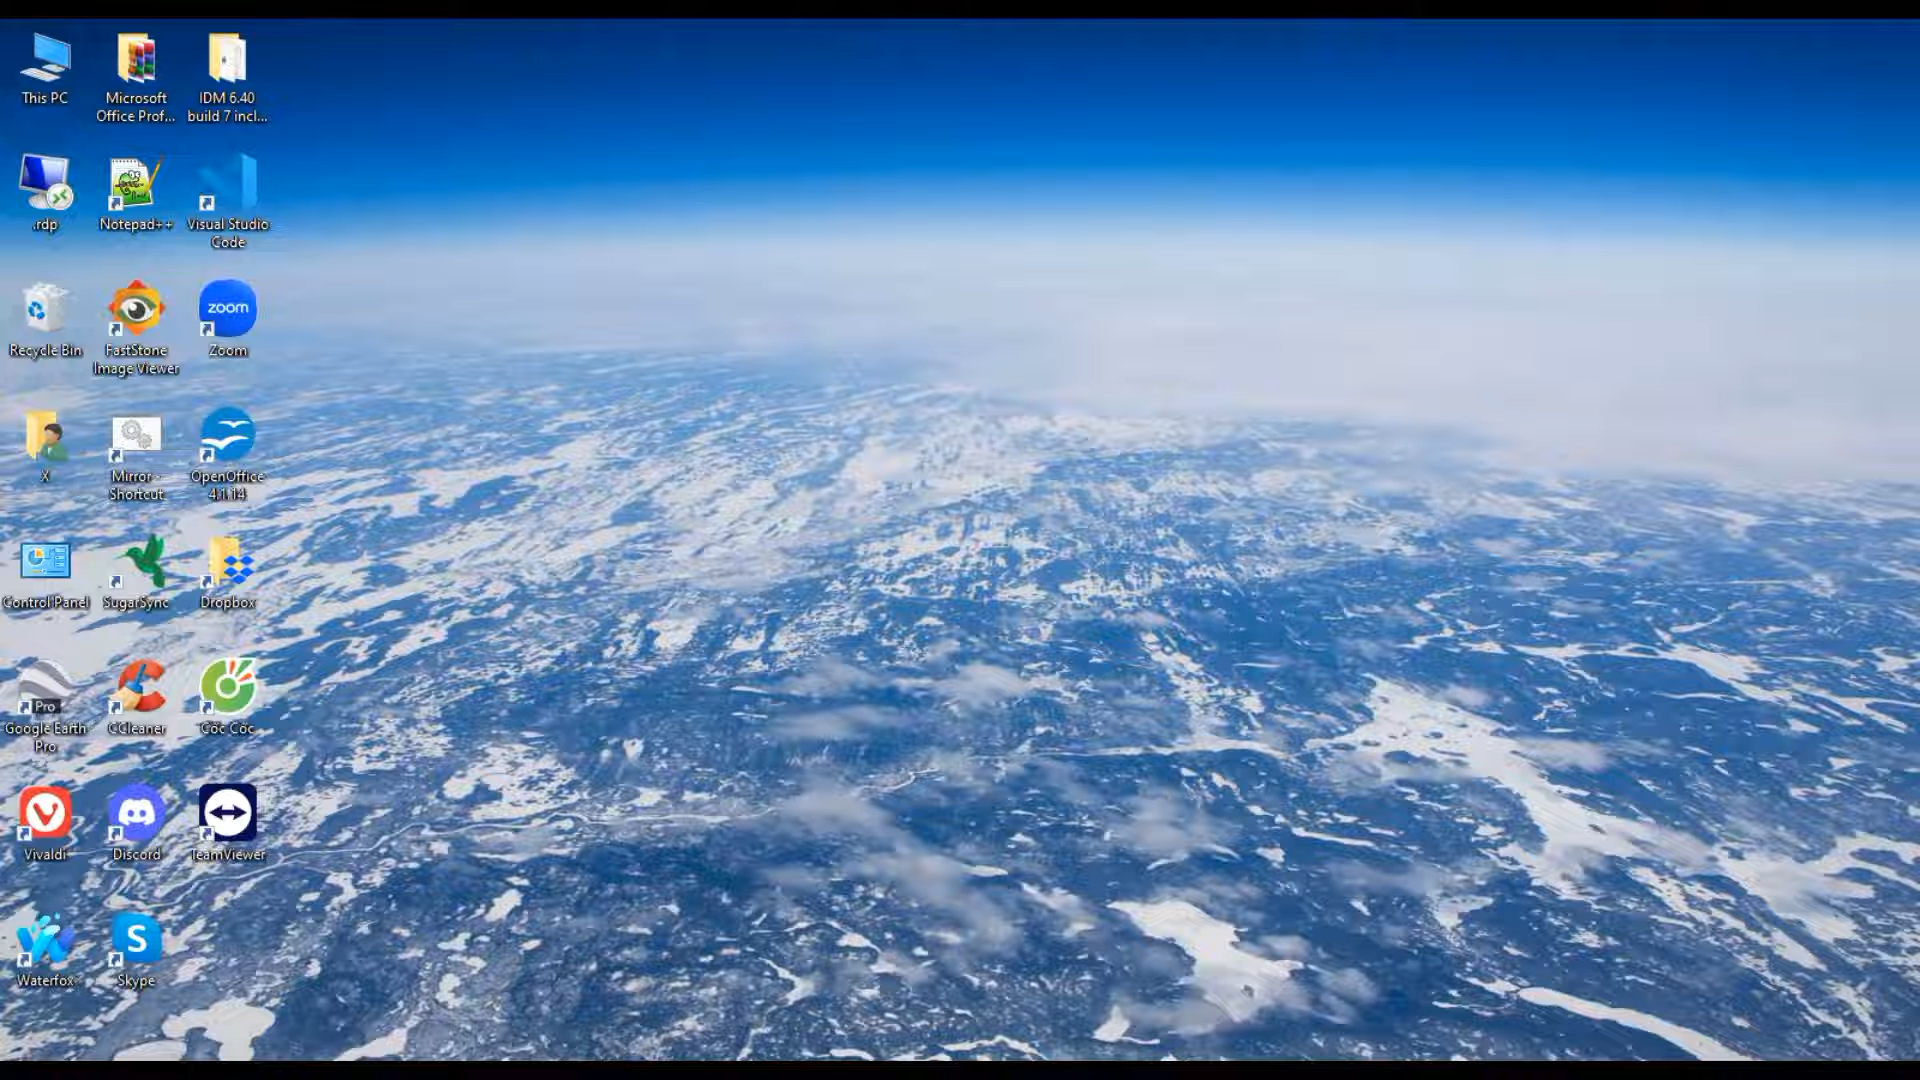 This PC
Microsoft
Office Prof...
IDM 6.40
build 7 incl...
.rdp
Notepad++
Visual Studio
Code
Recycle Bin
FastStone
Image Viewer
zoom
Zoom
X
Mirror -
Shortcut
OpenOffice
4.1.14
Control Panel
SugarSync
Dropbox
Pro
Google Earth
Pro
CCleaner
Cốc Cốc
Vivaldi
Discord
TeamViewer
Waterfox
S
Skype